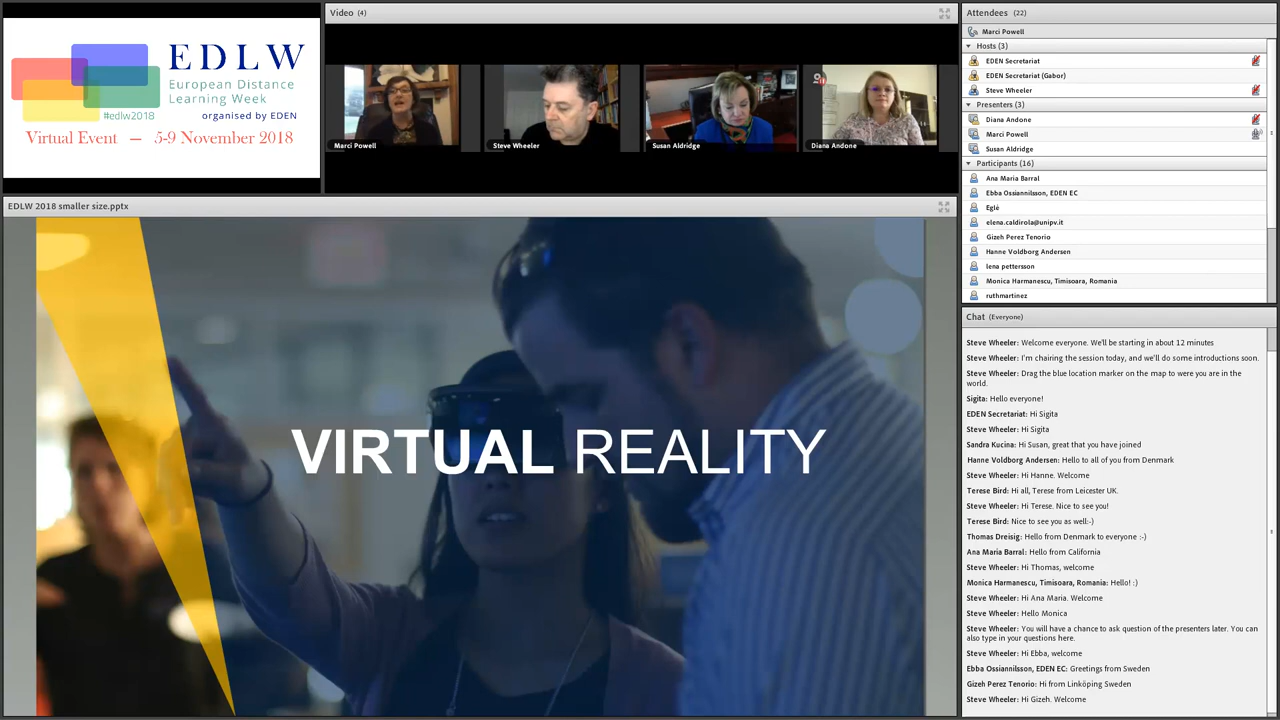 EDLW
European Distance
Learning Week
#edlw2018
organised by EDEN
Virtual Event — 5-9 November 2018
Video (4)
Marci Powell
Steve Wheeler
Susan Aldridge
Diana Andone
EDLW 2018 smaller size.pptx
VIRTUAL REALITY
Attendees (22)
Marci Powell
Hosts (3)
EDEN Secretariat
EDEN Secretariat (Gabor)
Steve Wheeler
Presenters (3)
Diana Andone
Marci Powell
Susan Aldridge
Participants (16)
Ana Maria Barral
Ebba Ossiannilsson, EDEN EC
Eglė
elena.caldirola@unipv.it
Gizeh Perez Tenorio
Hanne Voldborg Andersen
lena pettersson
Monica Harmanescu, Timisoara, Romania
ruthmartinez
Chat (Everyone)
Steve Wheeler: Welcome everyone. We'll be starting in about 12 minutes
Steve Wheeler: I'm chairing the session today, and we'll do some introductions soon.
Steve Wheeler: Drag the blue location marker on the map to were you are in the
world.
Sigita: Hello everyone!
EDEN Secretariat: Hi Sigita
Steve Wheeler: Hi Sigita
Sandra Kucina: Hi Susan, great that you have joined
Hanne Voldborg Andersen: Hello to all of you from Denmark
Steve Wheeler: Hi Hanne. Welcome
Terese Bird: Hi all, Terese from Leicester UK.
Steve Wheeler: Hi Terese. Nice to see you!
Terese Bird: Nice to see you as well:-)
Thomas Dreisig: Hello from Denmark to everyone :-)
Ana Maria Barral: Hello from California
Steve Wheeler: Hi Thomas, welcome
Monica Harmanescu, Timisoara, Romania: Hello! :)
Steve Wheeler: Hi Ana Maria. Welcome
Steve Wheeler: Hello Monica
Steve Wheeler: You will have a chance to ask question of the presenters later. You can
also type in your questions here.
Steve Wheeler: Hi Ebba, welcome
Ebba Ossiannilsson, EDEN EC: Greetings from Sweden
Gizeh Perez Tenorio: Hi from Linköping Sweden
Steve Wheeler: Hi Gizeh. Welcome